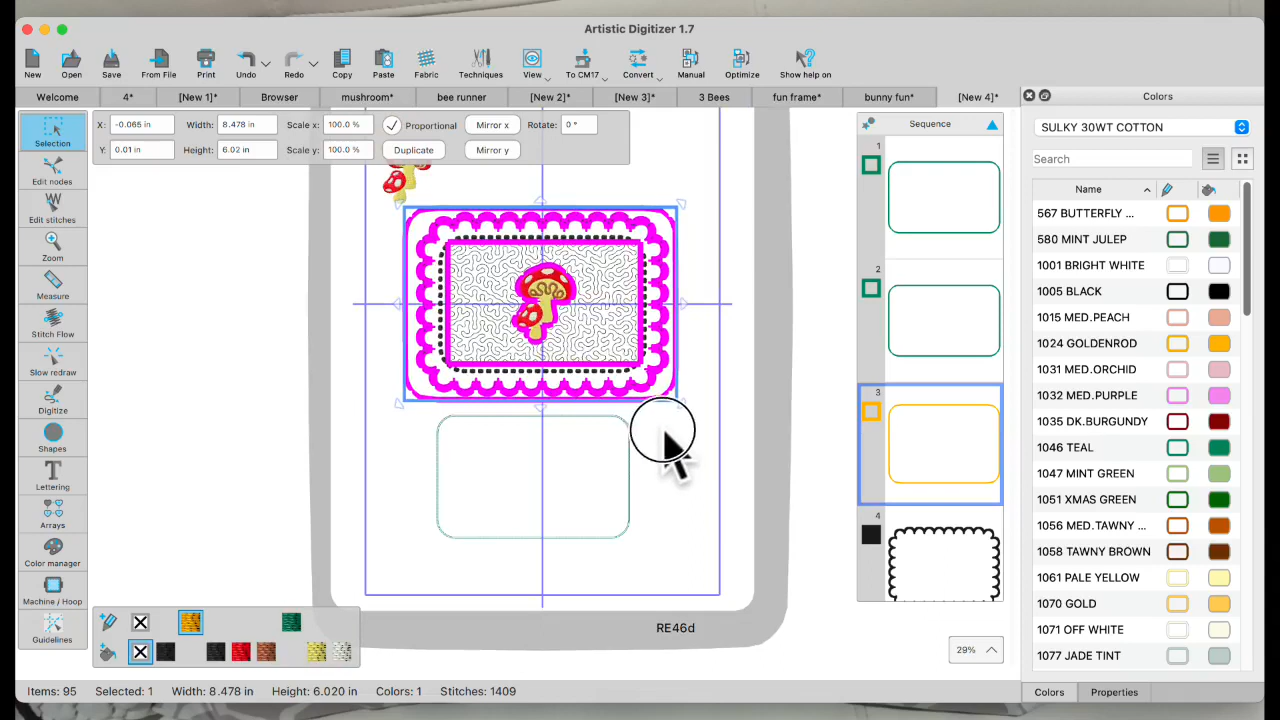 Artistic Digitizer 1.7
New Open Save From File Print Undo Redo Copy Paste Fabric Techniques View To CM17 Convert Manual Optimize Show help on
Welcome 4* [New 1]* Browser mushroom* bee runner [New 2]* [New 3]* 3 Bees fun frame* bunny fun* [New 4]*
X: -0.065 in Width: 8.478 in Scale x: 100.0 % Proportional Mirror x Rotate: 0 °
Y: 0.01 in Height: 6.02 in Scale y: 100.0 % Duplicate Mirror y
Selection
Edit nodes
Edit stitches
Zoom
Measure
Stitch Flow
Slow redraw
Digitize
Shapes
Lettering
Arrays
Color manager
Machine / Hoop
Guidelines
RE46d
Sequence
1
2
3
4
29%
Colors
SULKY 30WT COTTON
Search
Name
567 BUTTERFLY ...
580 MINT JULEP
1001 BRIGHT WHITE
1005 BLACK
1015 MED.PEACH
1024 GOLDENROD
1031 MED.ORCHID
1032 MED.PURPLE
1035 DK.BURGUNDY
1046 TEAL
1047 MINT GREEN
1051 XMAS GREEN
1056 MED.TAWNY ...
1058 TAWNY BROWN
1061 PALE YELLOW
1070 GOLD
1071 OFF WHITE
1077 JADE TINT
Colors Properties
Items: 95 Selected: 1 Width: 8.478 in Height: 6.020 in Colors: 1 Stitches: 1409